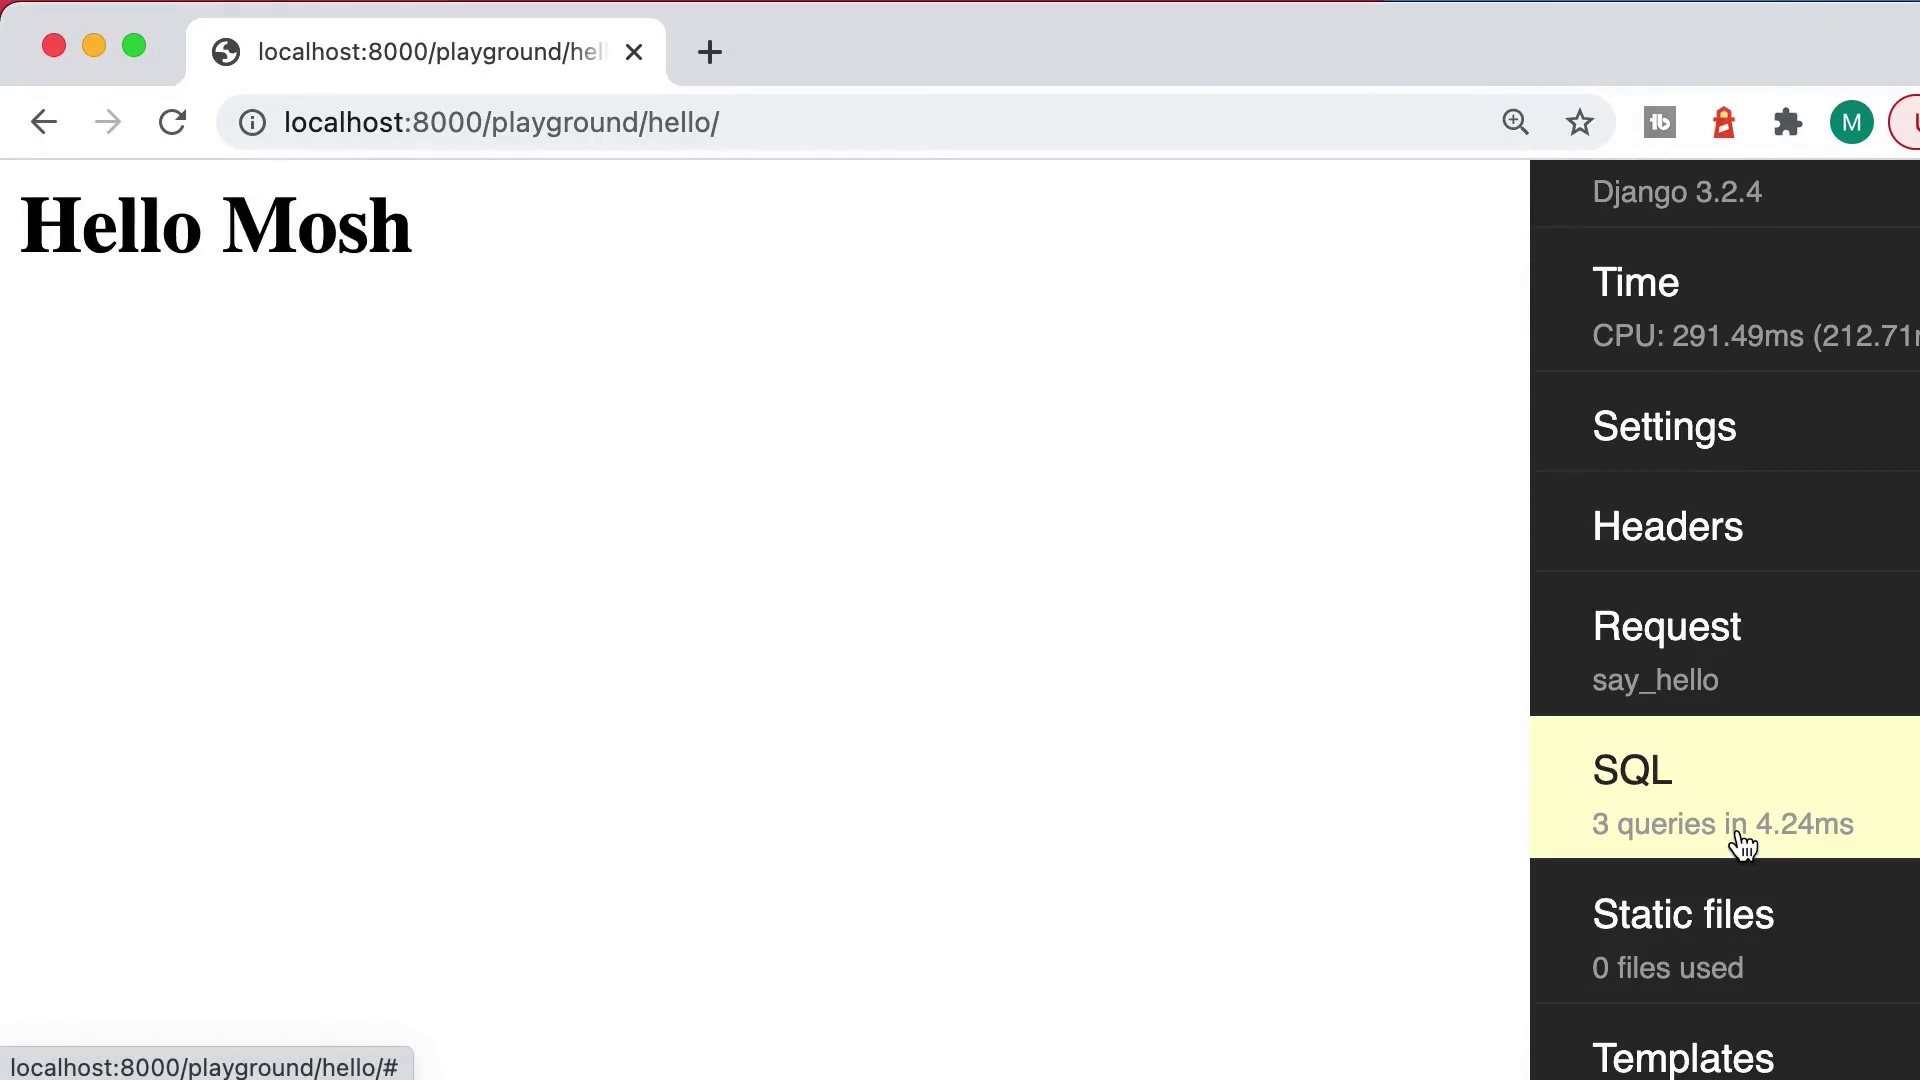 localhost:8000/playground/hel
localhost:8000/playground/hello/
M
Hello Mosh
Django 3.2.4
Time
CPU: 291.49ms (212.71
Settings
Headers
Request
say_hello
SQL
3 queries in 4.24ms
Static files
0 files used
Templates
localhost:8000/playground/hello/#